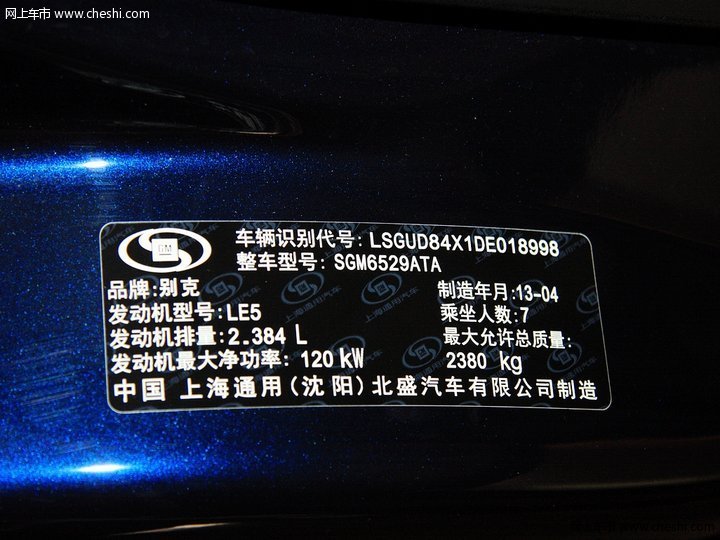 网上车市 www.cheshi.com
GM
车辆识别代号: LSGUD84X1DE018998
整车型号: SGM6529ATA
品牌:别克
制造年月:13-04
发动机型号:LE5
乘坐人数:7
发动机排量:2.384 L
最大允许总质量:
发动机最大净功率: 120 kW
2380 kg
中国 上海通用(沈阳)北盛汽车有限公司制造
www.cheshi.com